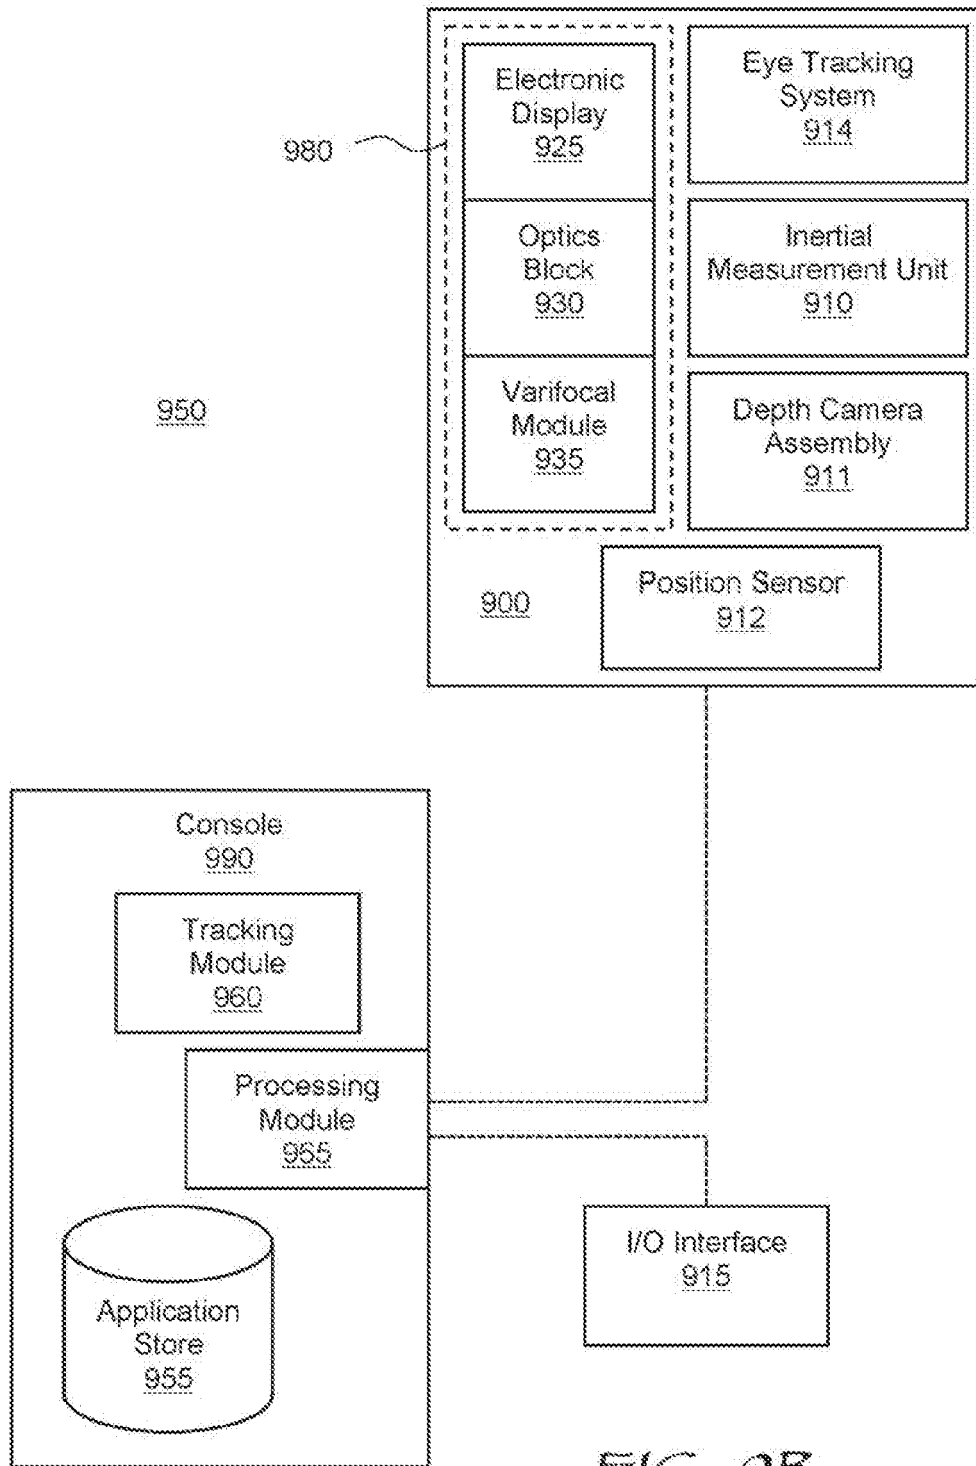 Electronic
Display
925
Optics
Block
930
Varifocal
Module
935
Eye Tracking
System
914
Inertial
Measurement Unit
910
Depth Camera
Assembly
911
980
950
900
Position Sensor
912
Console
990
Tracking
Module
960
Processing
Module
965
Application
Store
955
I/O Interface
915
FIG. 9B